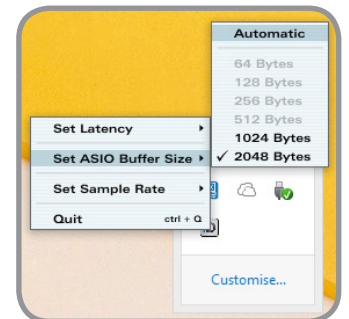 Automatic
64 Bytes
128 Bytes
256 Bytes
512 Bytes
1024 Bytes
✓ 2048 Bytes
Set Latency
Set ASIO Buffer Size
Set Sample Rate
Quit ctrl + Q
Customise...